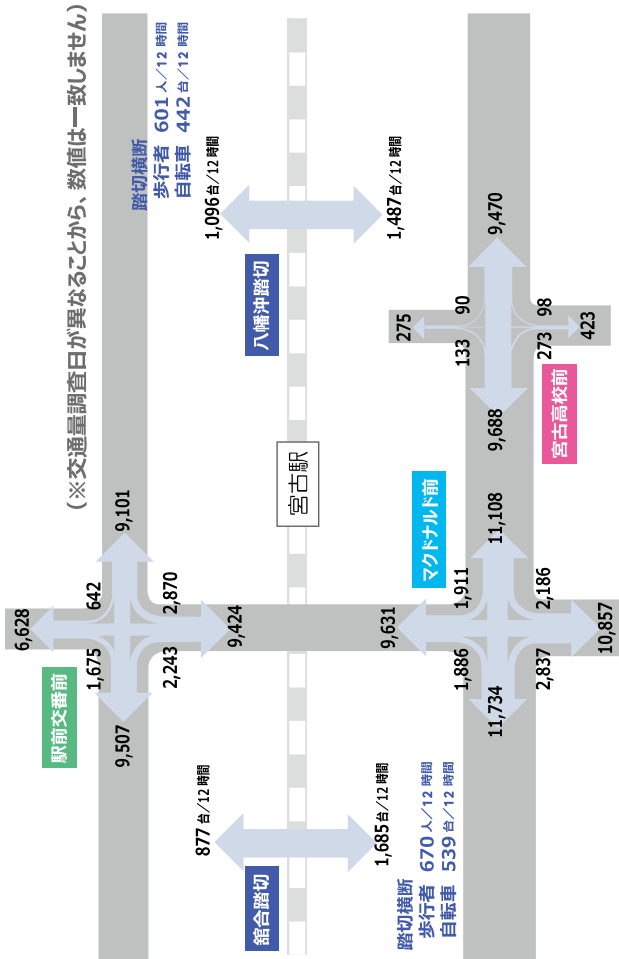 (※交通量調査日が異なることから、数値は一致しません)
駅前交番前
6,628
1,675
642
9,507
9,101
2,243
2,870
9,424
舘合踏切
877 台/12 時間
1,685 台/12 時間
踏切横断
歩行者 670 人/12 時間
自転車 539 台/12 時間
宮古駅
八幡沖踏切
踏切横断
歩行者 601 人/12 時間
自転車 442 台/12 時間
1,096 台/12 時間
1,487 台/12 時間
マクドナルド前
9,631
1,886
1,911
11,734
11,108
2,837
2,186
10,857
宮古高校前
275
133
90
9,688
9,470
273
98
423